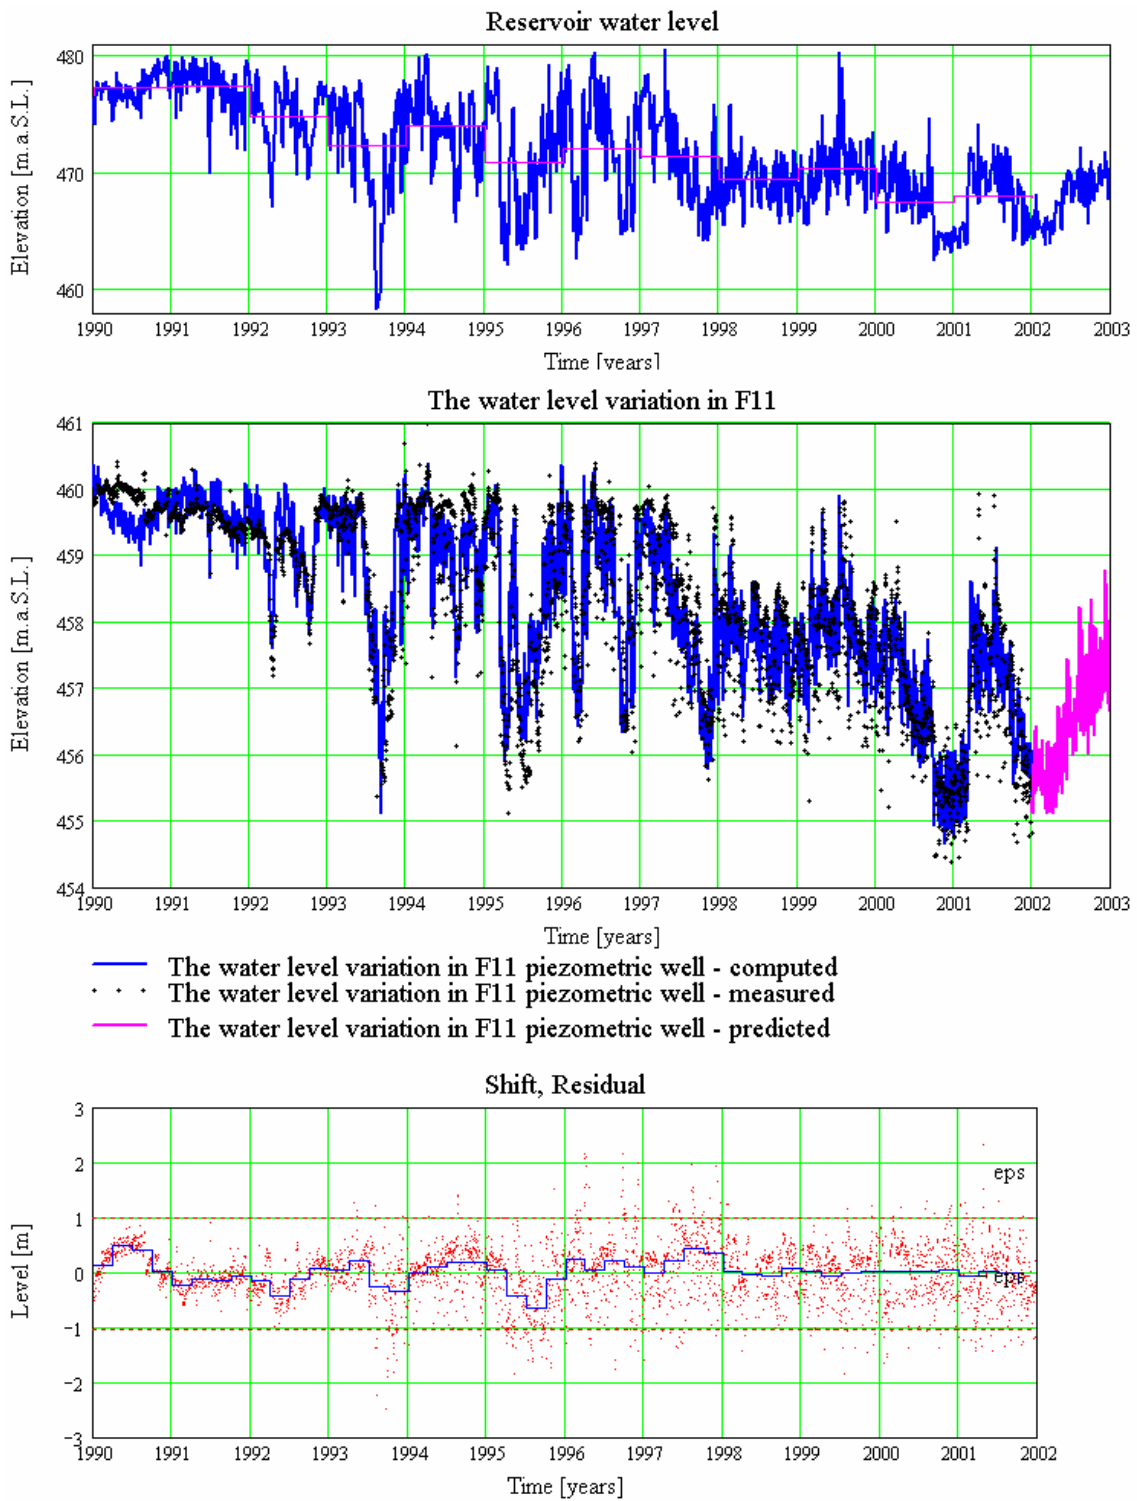 Reservoir water level
Elevation [m.a.S.L.]
480
470
460
1990 1991 1992 1993 1994 1995 1996 1997 1998 1999 2000 2001 2002 2003
Time [years]
The water level variation in F11
Elevation [m.a.S.L.]
461
460
459
458
457
456
455
454
1990 1991 1992 1993 1994 1995 1996 1997 1998 1999 2000 2001 2002 2003
Time [years]
The water level variation in F11 piezometric well - computed
The water level variation in F11 piezometric well - measured
The water level variation in F11 piezometric well - predicted
Shift, Residual
Level [m]
3
2
1
0
−1
−2
−3
eps
eps
1990 1991 1992 1993 1994 1995 1996 1997 1998 1999 2000 2001 2002
Time [years]